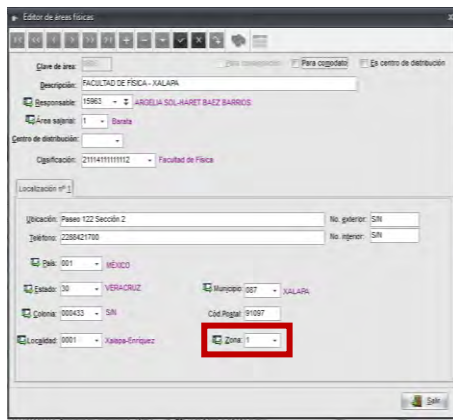 Editor de áreas físicas
Clave de área:
Para comodato
Es centro de distribución
Descripción: FACULTAD DE FÍSICA - XALAPA
Responsable: 15963 ARGELIA SOL-HARET BAEZ BARRIOS
Área salarial: 1 Barata
Centro de distribución:
Clasificación: 21114111111112 Facultad de Física
Localización nº 1
Ubicación: Paseo 122 Sección 2 No. exterior: S/N
Teléfono: 2288421700 No. interior: S/N
País: 001 MÉXICO
Estado: 30 VERACRUZ Municipio: 087 XALAPA
Colonia: 000433 S/N Cód.Postal: 91097
Localidad: 0001 Xalapa-Enríquez Zona: 1
Salir